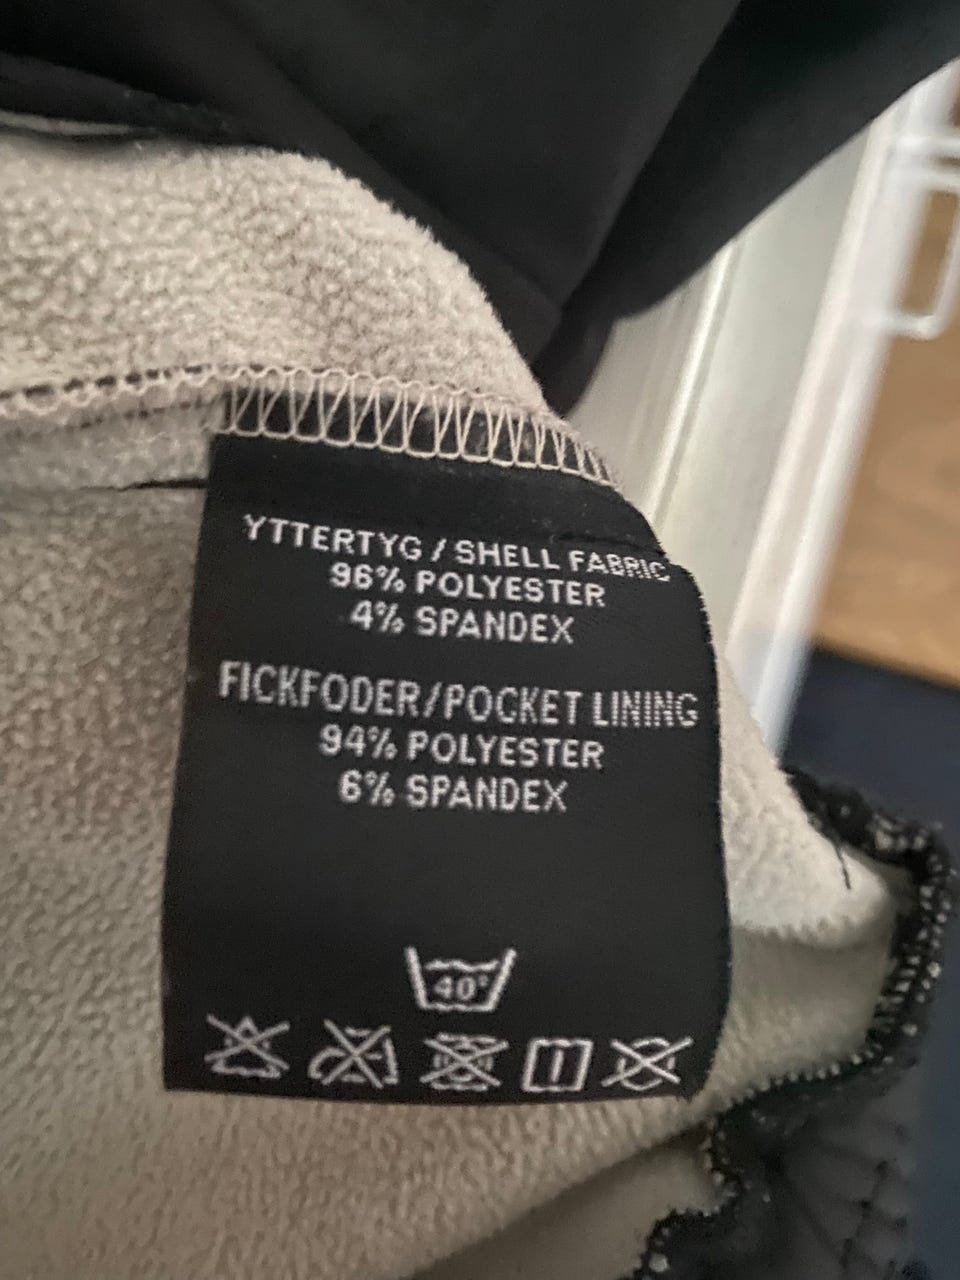 YTTERTYG / SHELL FABRIC
96% POLYESTER
4% SPANDEX
FICKFODER/POCKET LINING
94% POLYESTER
6% SPANDEX
40°